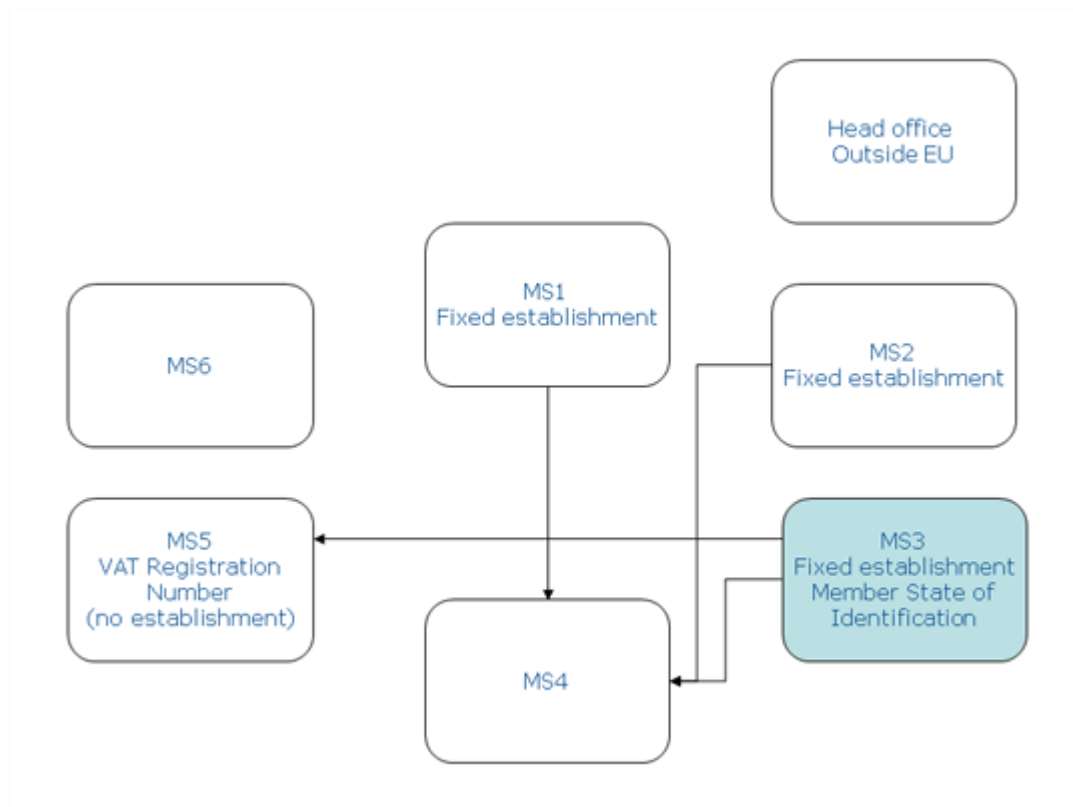 Head office
Outside EU
MS1
Fixed establishment
MS6
MS2
Fixed establishment
MS5
VAT Registration
Number
(no establishment)
MS3
Fixed establishment
Member State of
Identification
MS4